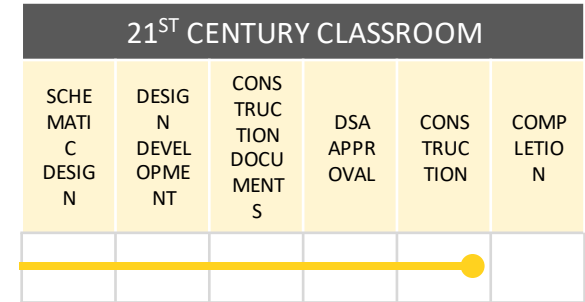 21ST CENTURY CLASSROOM
SCHE
MATI
C
DESIG
N
DESIG
N
DEVEL
OPME
NT
CONS
TRUC
TION
DOCU
MENT
S
DSA
APPR
OVAL
CONS
TRUC
TION
COMP
LETIO
N